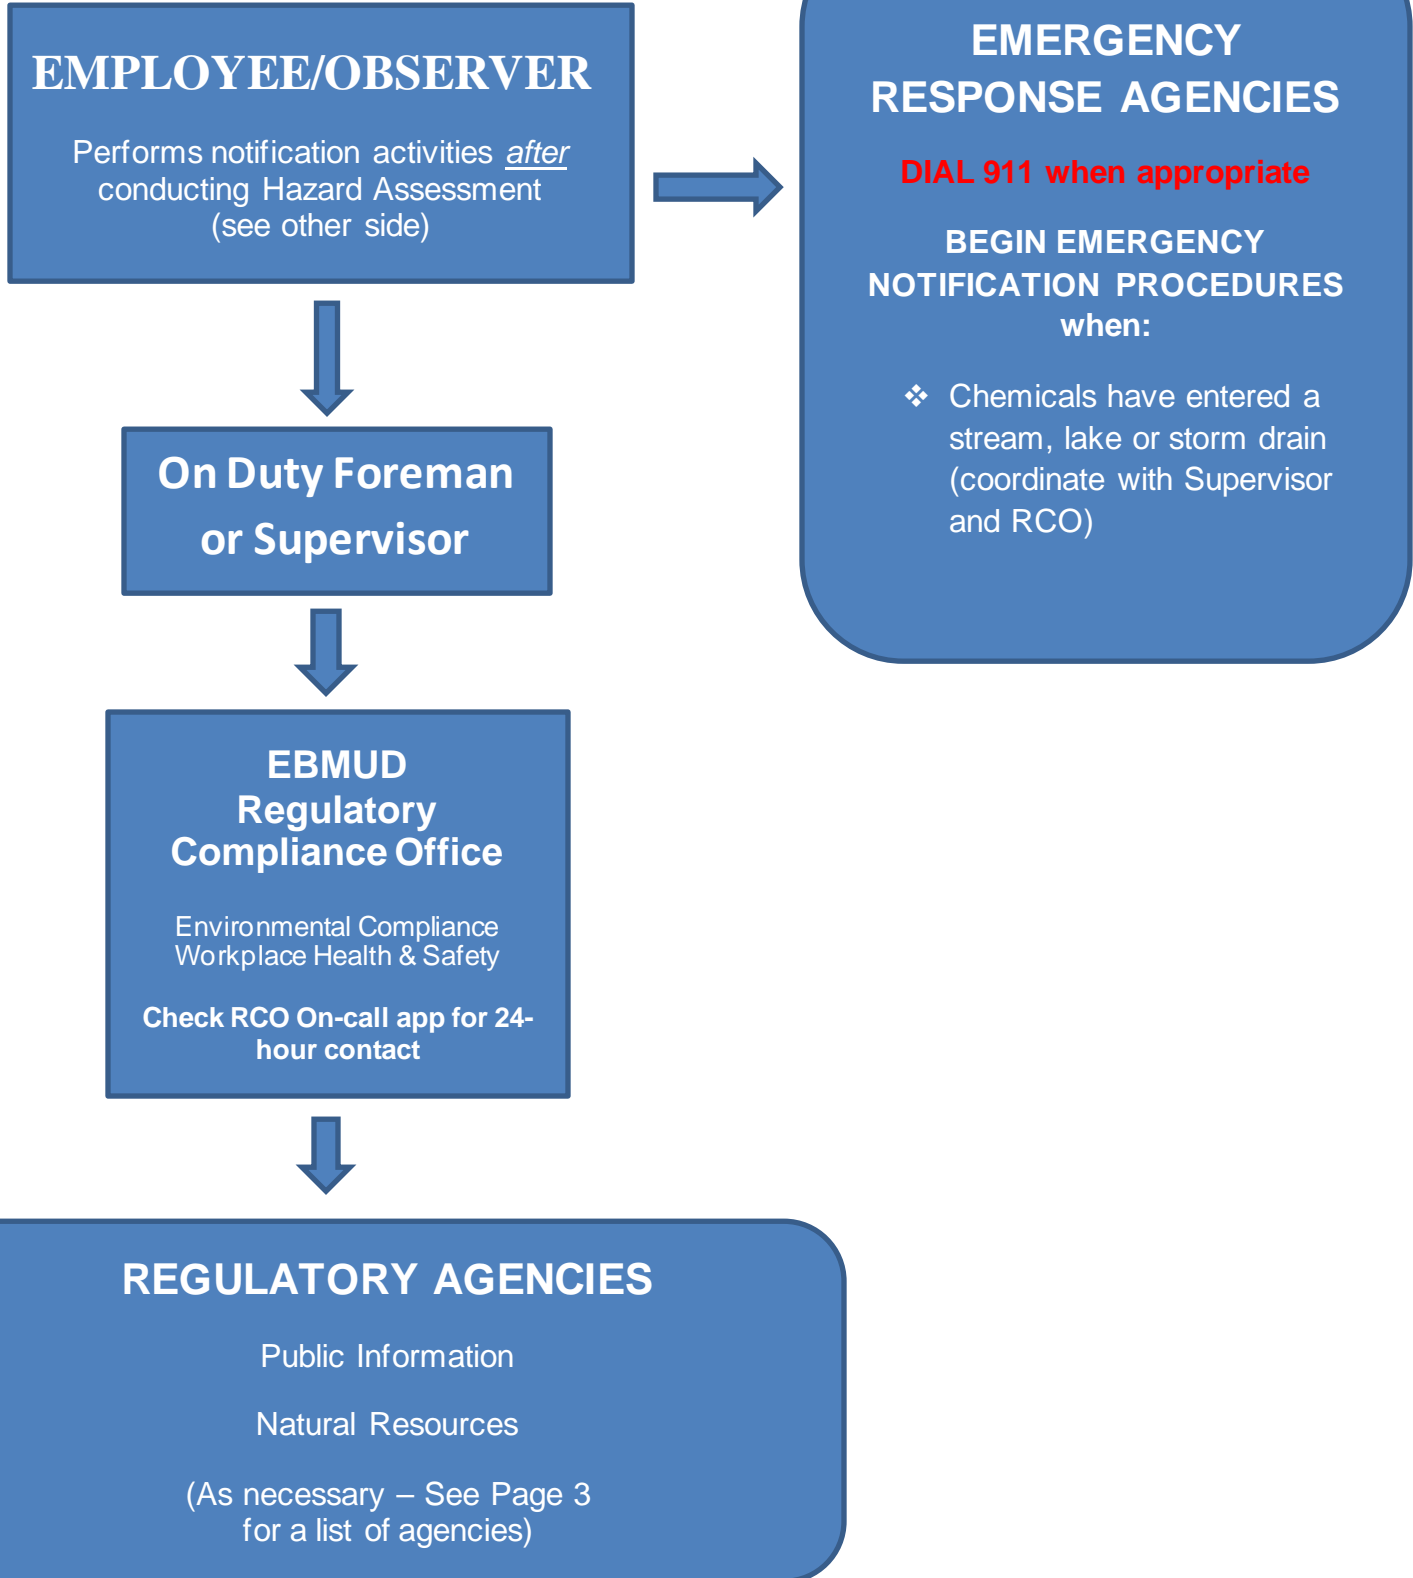 EMPLOYEE/OBSERVER
Performs notification activities after
conducting Hazard Assessment
(see other side)
EMERGENCY
RESPONSE AGENCIES
DIAL 911 when appropriate
BEGIN EMERGENCY
NOTIFICATION PROCEDURES
when:
❖ Chemicals have entered a
stream, lake or storm drain
(coordinate with Supervisor
and RCO)
On Duty Foreman
or Supervisor
EBMUD
Regulatory
Compliance Office
Environmental Compliance
Workplace Health & Safety
Check RCO On-call app for 24-
hour contact
REGULATORY AGENCIES
Public Information
Natural Resources
(As necessary – See Page 3
for a list of agencies)